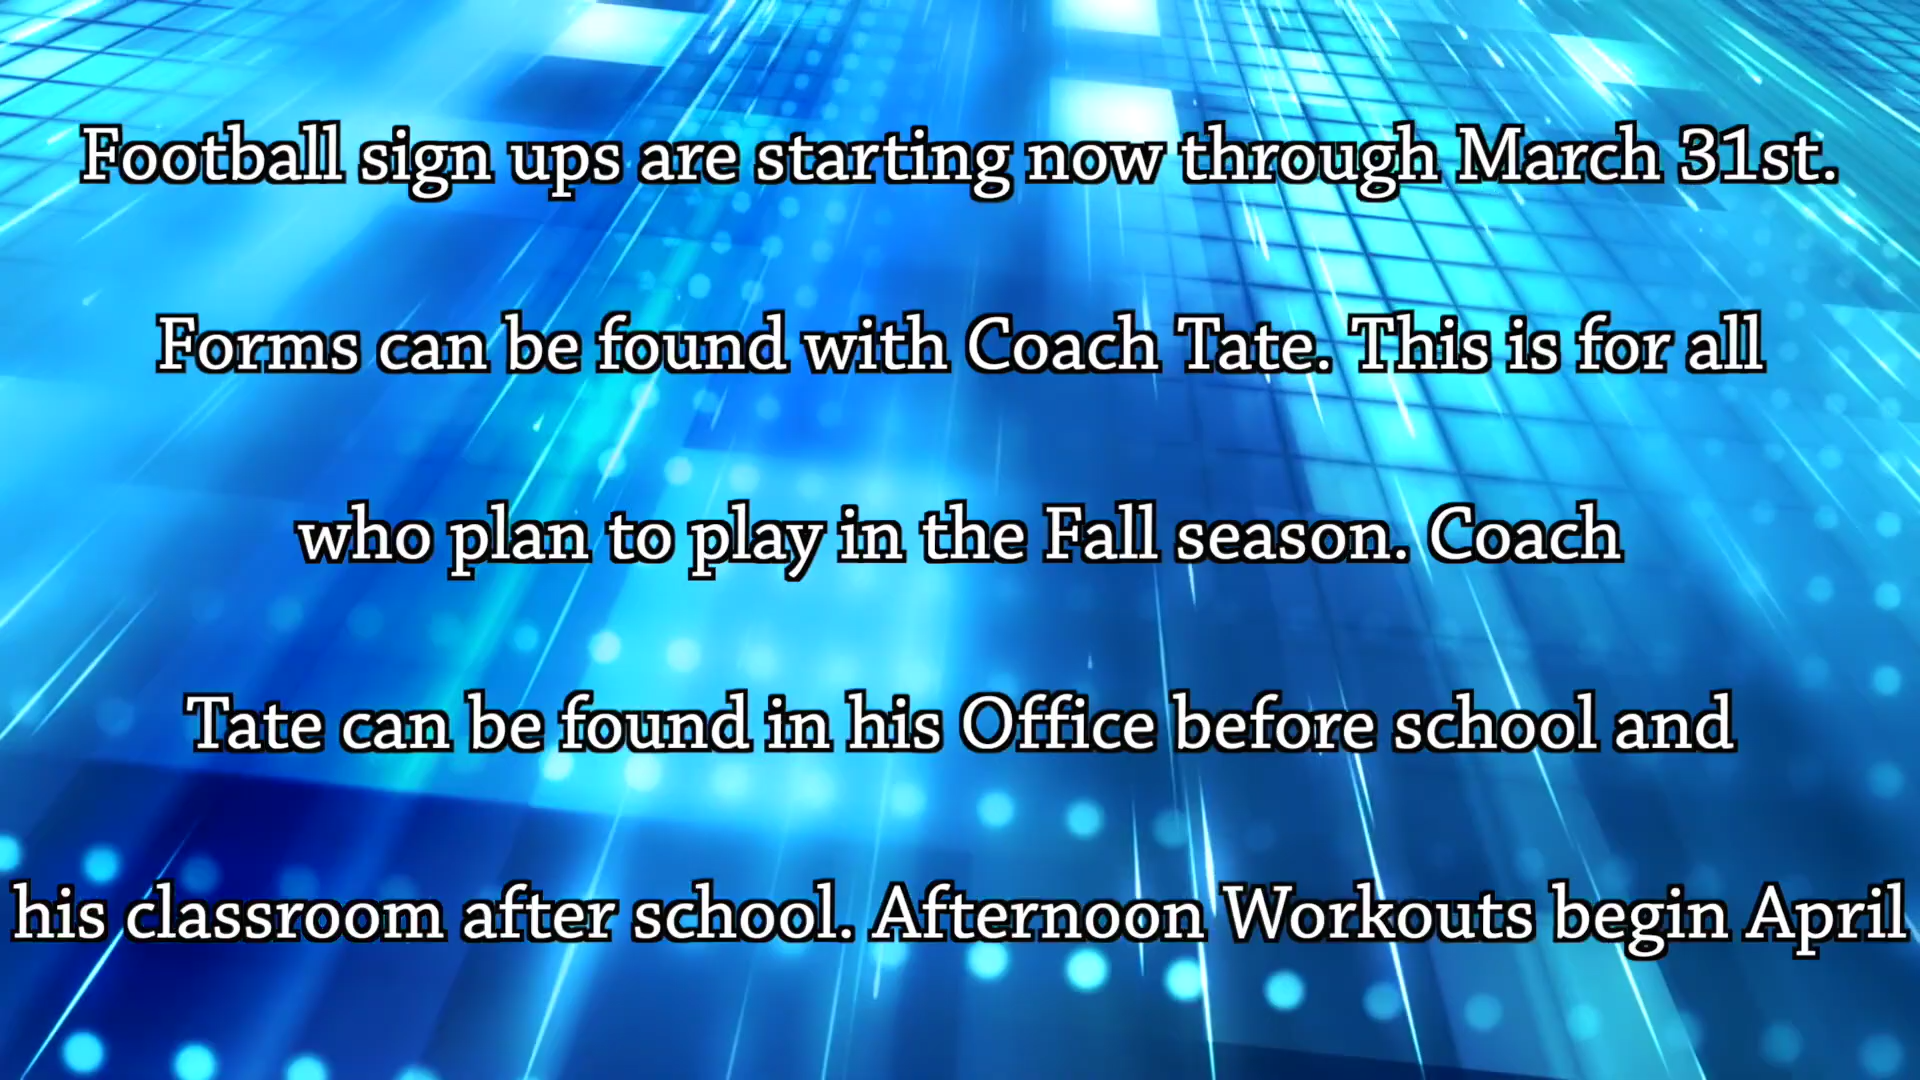 Football sign ups are starting now through March 31st.
Forms can be found with Coach Tate. This is for all
who plan to play in the Fall season. Coach
Tate can be found in his Office before school and
his classroom after school. Afternoon Workouts begin April